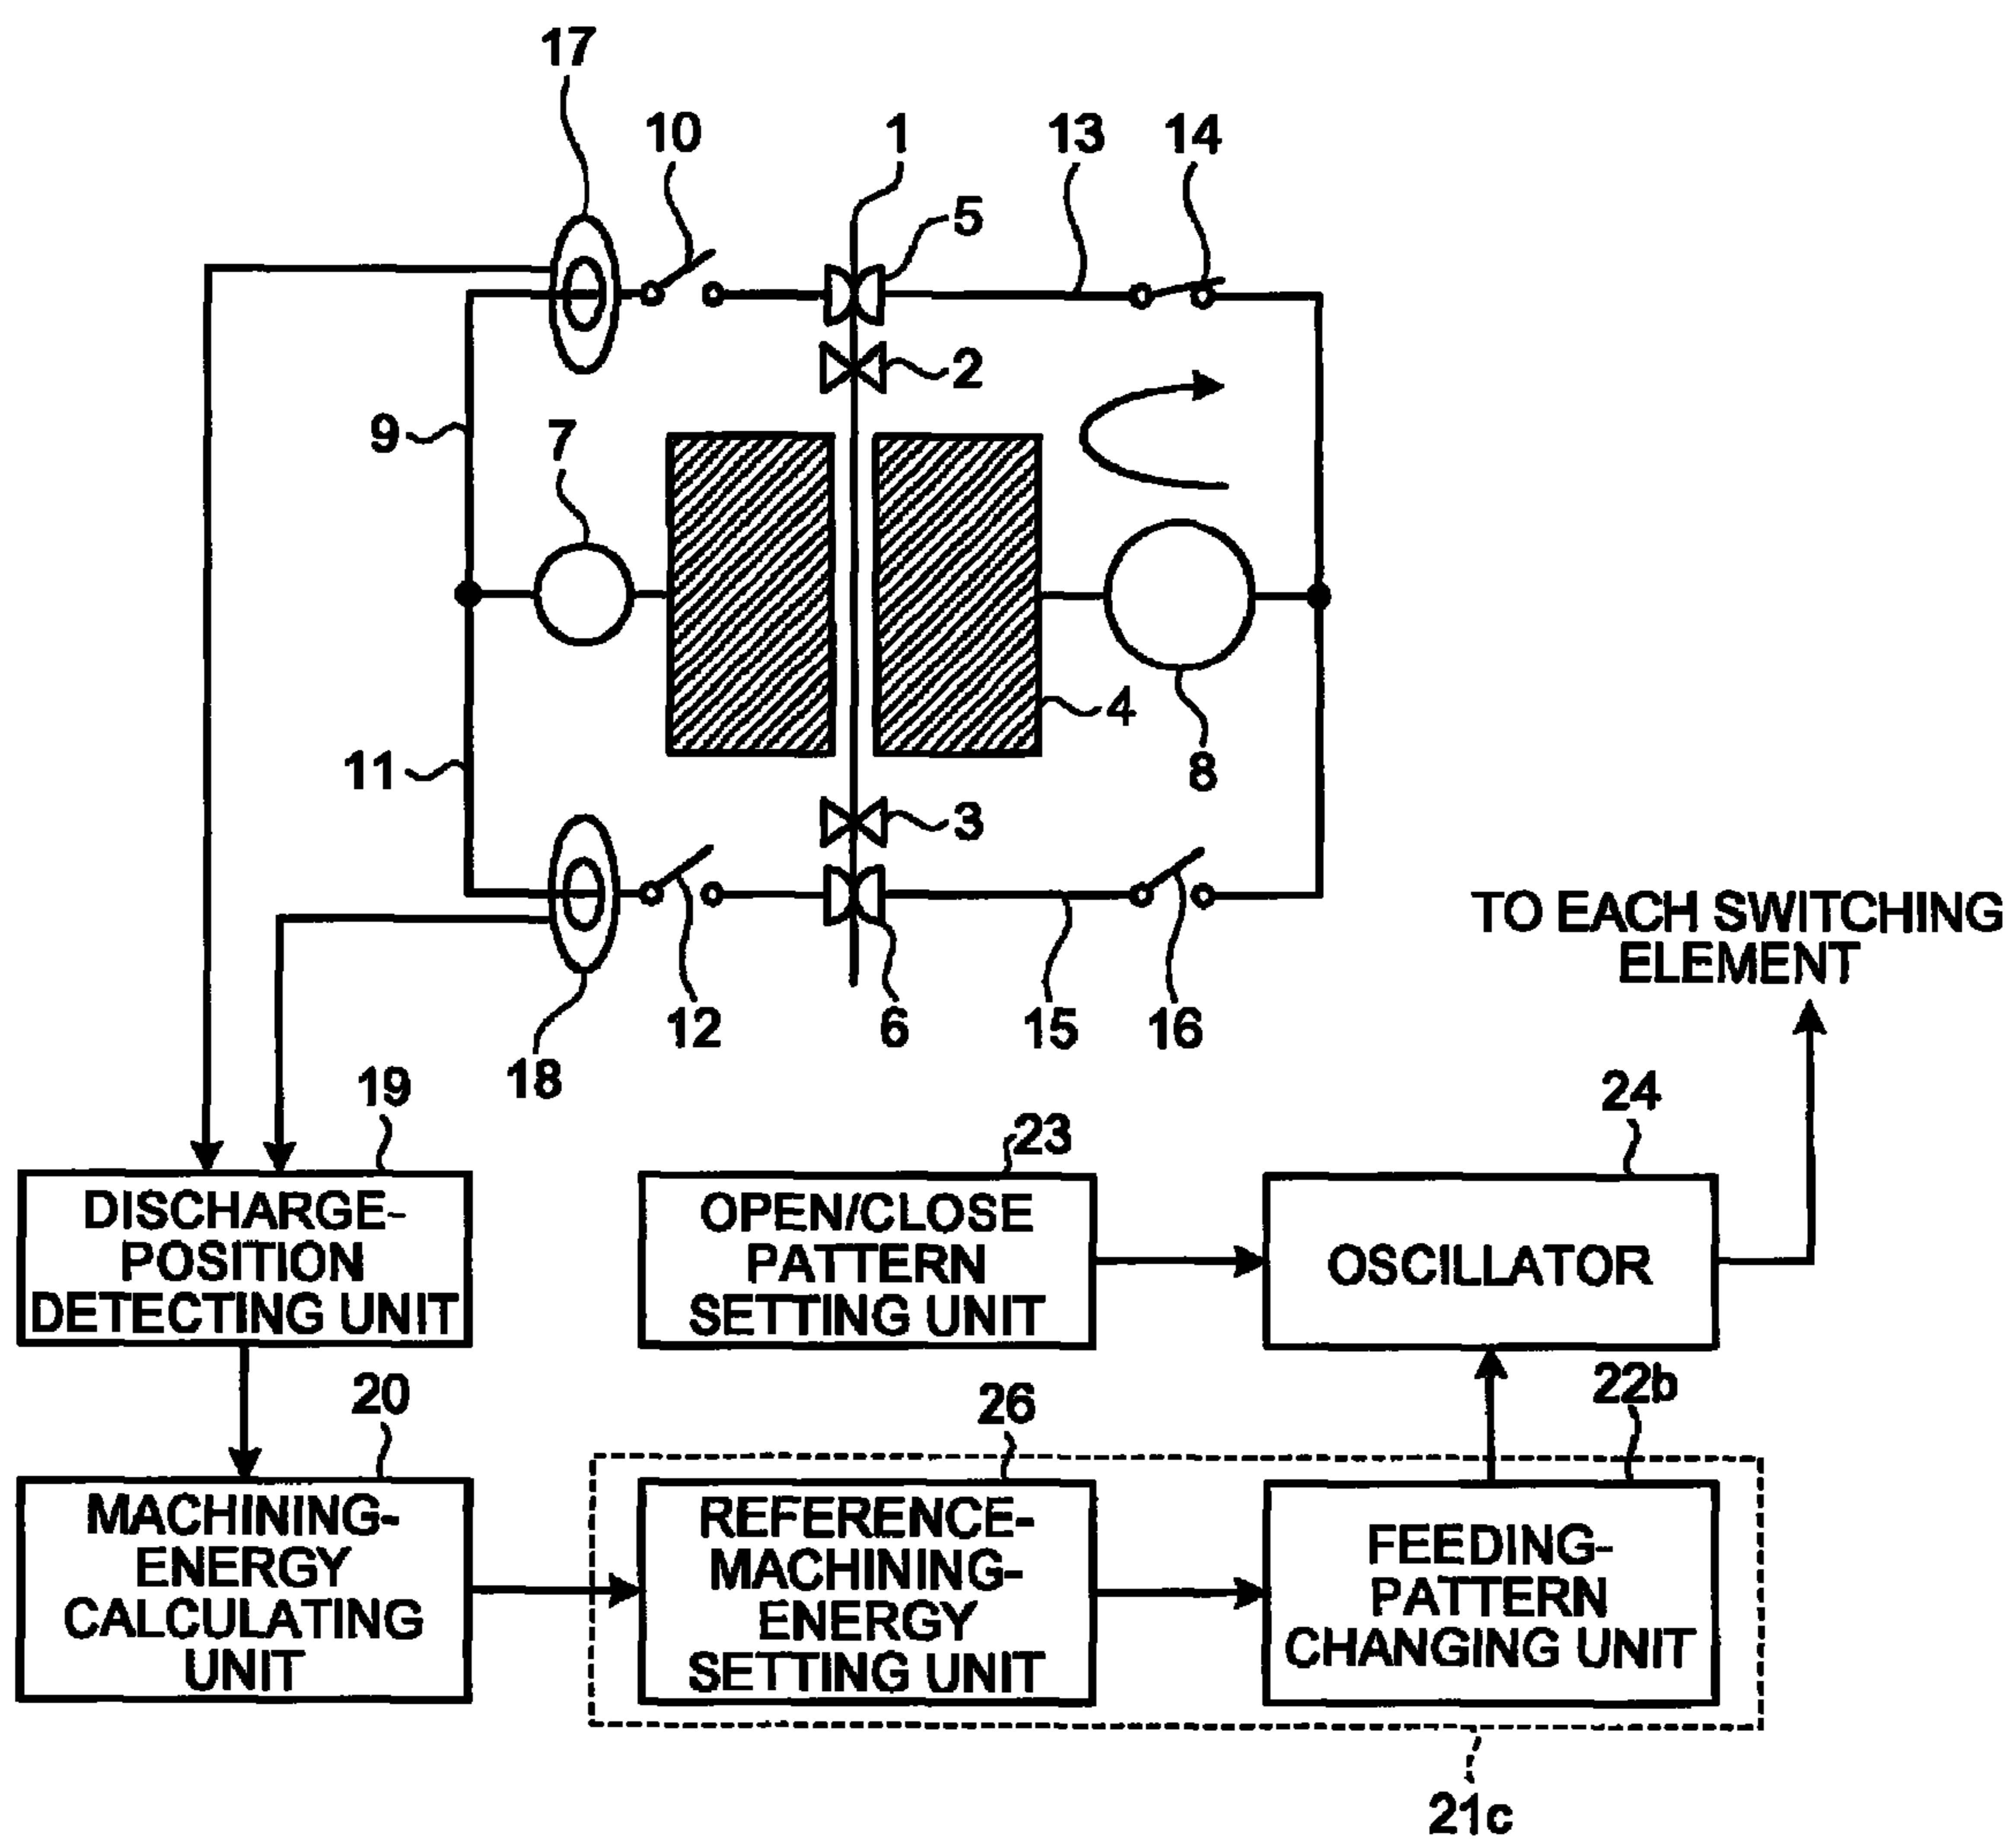 17
10
1
13
14
5
2
9
7
4
11
8
3
12
6
15
16
18
TO EACH SWITCHING
ELEMENT
19
DISCHARGE-
POSITION
DETECTING UNIT
23
OPEN/CLOSE
PATTERN
SETTING UNIT
24
OSCILLATOR
20
MACHINING-
ENERGY
CALCULATING
UNIT
26
REFERENCE-
MACHINING-
ENERGY
SETTING UNIT
22b
FEEDING-
PATTERN
CHANGING UNIT
21c